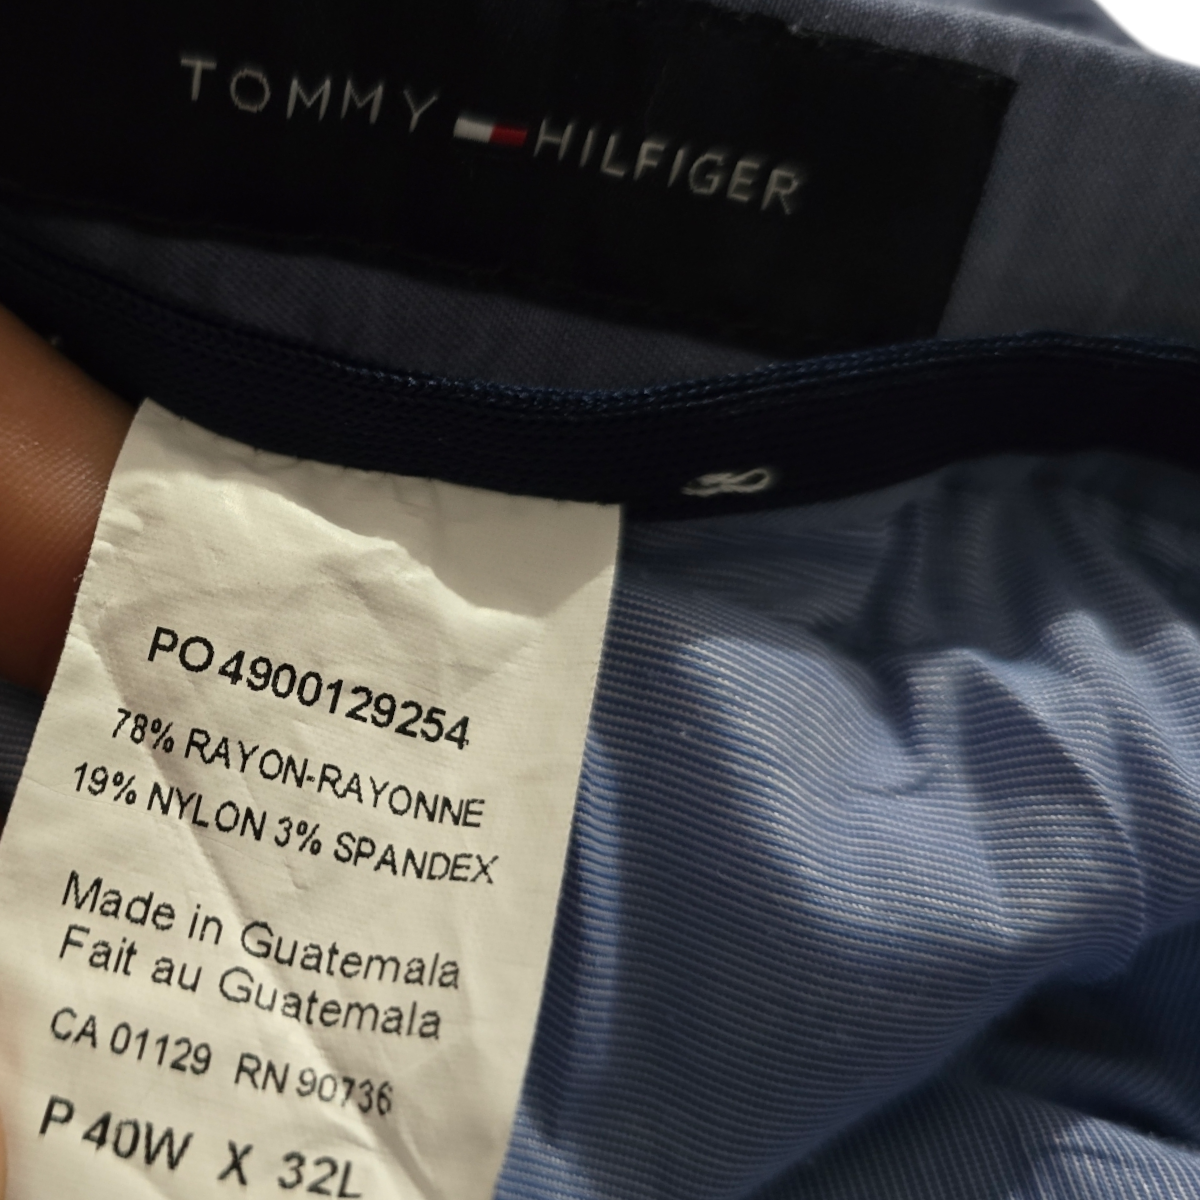 TOMMY HILFIGER
PO4900129254
78% RAYON-RAYONNE
19% NYLON 3% SPANDEX
Made in Guatemala
Fait au Guatemala
CA 01129 RN 90736
P 40W X 32L